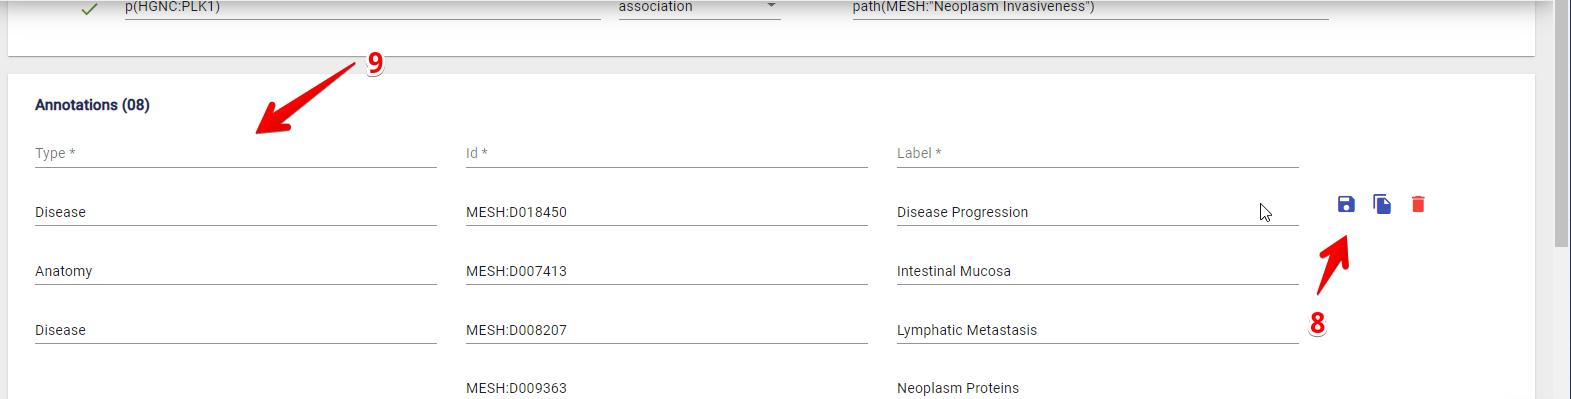 p(HGNC:PLK1) association path(MESH:"Neoplasm Invasiveness")
9
Annotations (08)
Type * Id * Label *
Disease MESH:D018450 Disease Progression
Anatomy MESH:D007413 Intestinal Mucosa
8
Disease MESH:D008207 Lymphatic Metastasis
MESH:D009363 Neoplasm Proteins